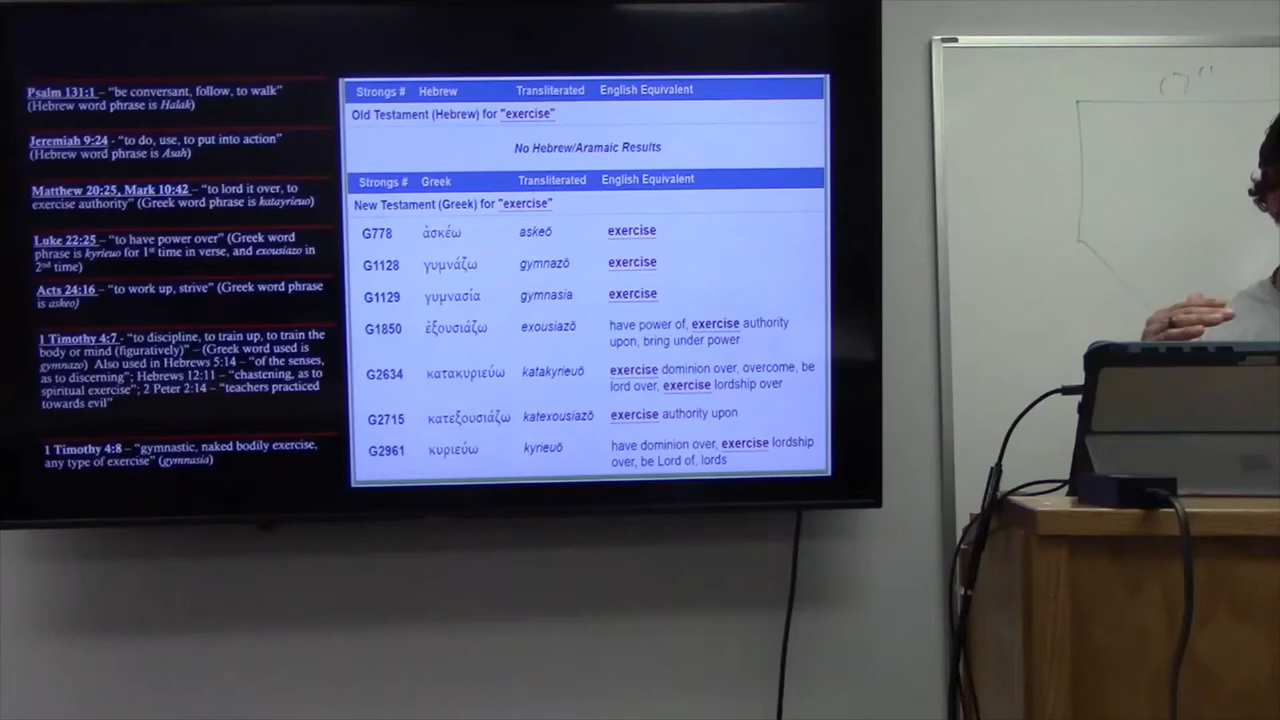 Psalm 131:1 – “be conversant, follow, to walk”
(Hebrew word phrase is Halak)
Jeremiah 9:24 - “to do, use, to put into action”
(Hebrew word phrase is Asah)
Matthew 20:25, Mark 10:42 – “to lord it over, to
exercise authority” (Greek word phrase is katayrieuo)
Luke 22:25 – “to have power over” (Greek word
phrase is kyrieuo for 1st time in verse, and exousiazo in
2nd time)
Acts 24:16 – “to work up, strive” (Greek word phrase
is askeo)
1 Timothy 4:7 - “to discipline, to train up, to train the
body or mind (figuratively)” – (Greek word used is
gymnazo) Also used in Hebrews 5:14 – “of the senses,
as to discerning”; Hebrews 12:11 – “chastening, as to
spiritual exercise”; 2 Peter 2:14 – “teachers practiced
towards evil”
1 Timothy 4:8 – “gymnastic, naked bodily exercise,
any type of exercise” (gymnasia)
Strongs # Hebrew Transliterated English Equivalent
Old Testament (Hebrew) for "exercise"
No Hebrew/Aramaic Results
Strongs # Greek Transliterated English Equivalent
New Testament (Greek) for "exercise"
G778 ἀσκέω askeō exercise
G1128 γυμνάζω gymnazō exercise
G1129 γυμνασία gymnasia exercise
G1850 ἐξουσιάζω exousiazō have power of, exercise authority
upon, bring under power
G2634 κατακυριεύω katakyrieuō exercise dominion over, overcome, be
lord over, exercise lordship over
G2715 κατεξουσιάζω katexousiazō exercise authority upon
G2961 κυριεύω kyrieuō have dominion over, exercise lordship
over, be Lord of, lords
17"